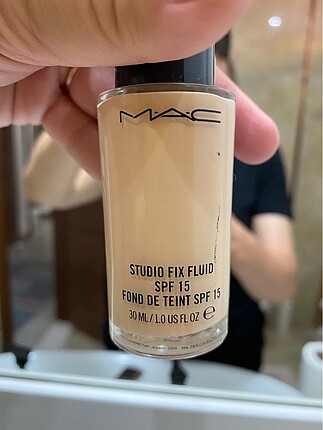 MAC
STUDIO FIX FLUID
SPF 15
FOND DE TEINT SPF 15
30 ML / 1.0 US FL OZ ℮